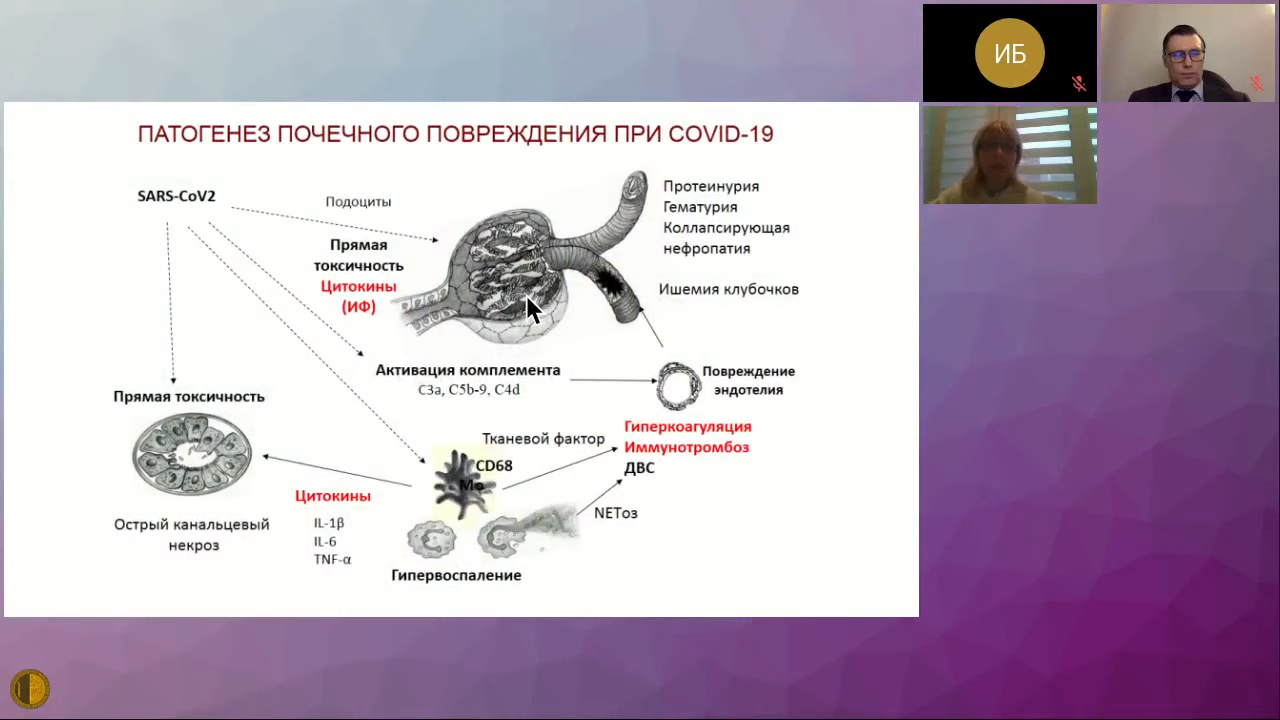 ПАТОГЕНЕЗ ПОЧЕЧНОГО ПОВРЕЖДЕНИЯ ПРИ COVID-19
SARS-CoV2
Подоциты
Прямая
токсичность
Цитокины
(ИФ)
Протеинурия
Гематурия
Коллапсирующая
нефропатия
Ишемия клубочков
Активация комплемента
C3a, C5b-9, C4d
Повреждение
эндотелия
Прямая токсичность
Гиперкоагуляция
Иммунотромбоз
ДВС
Тканевой фактор
CD68
Мφ
NETоз
Цитокины
IL-1β
IL-6
TNF-α
Острый канальцевый
некроз
Гипервоспаление
ИБ